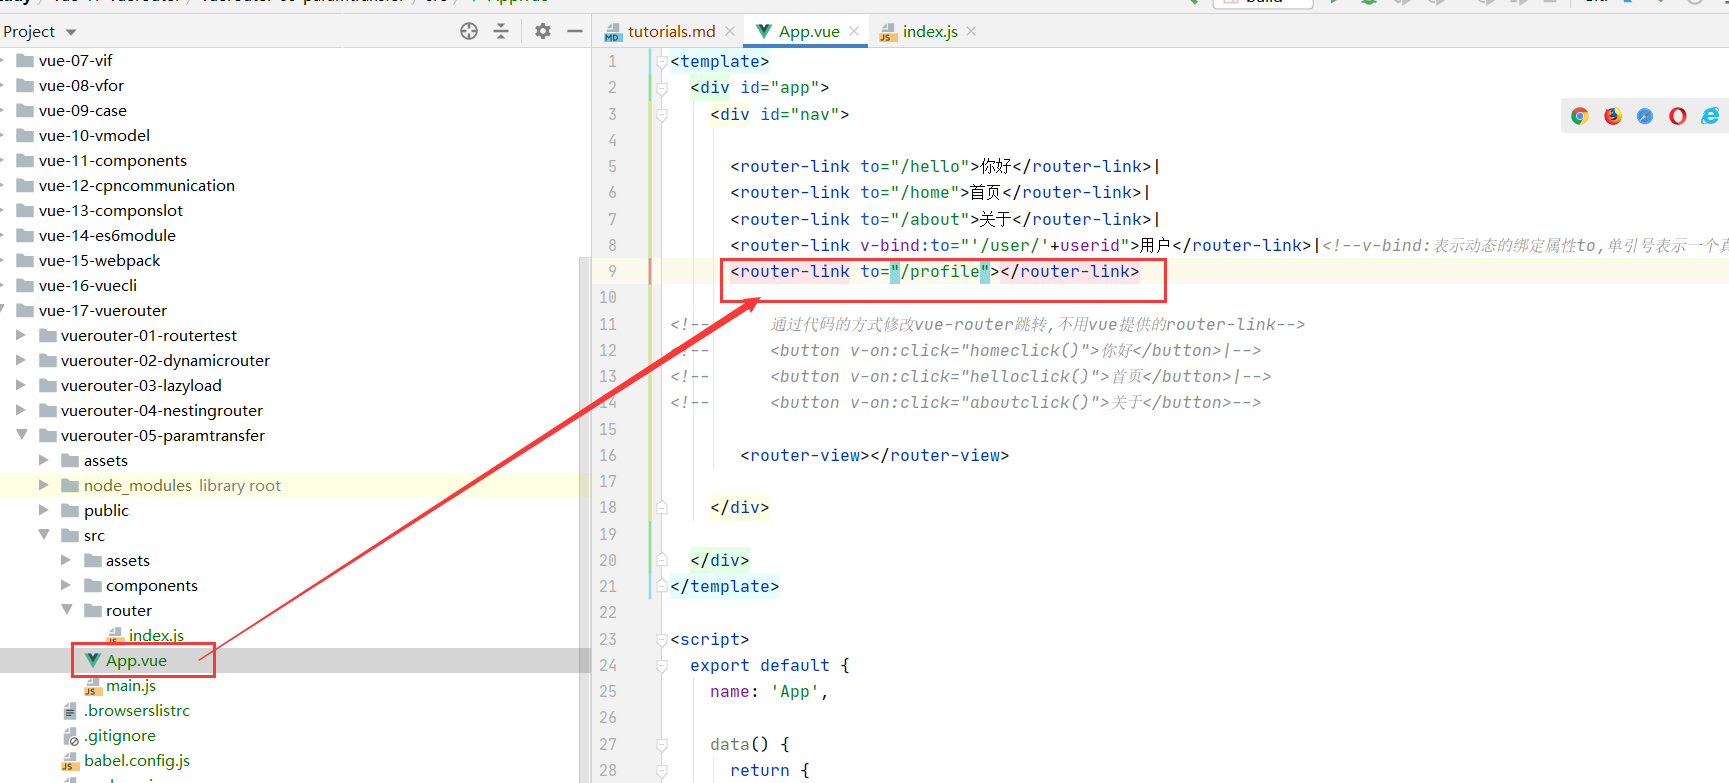 Project
vue-07-vif
vue-08-vfor
vue-09-case
vue-10-vmodel
vue-11-components
vue-12-cpncommunication
vue-13-componslot
vue-14-es6module
vue-15-webpack
vue-16-vuecli
vue-17-vuerouter
vuerouter-01-routertest
vuerouter-02-dynamicrouter
vuerouter-03-lazyload
vuerouter-04-nestingrouter
vuerouter-05-paramtransfer
assets
node_modules library root
public
src
assets
components
router
index.js
App.vue
main.js
.browserslistrc
.gitignore
babel.config.js
tutorials.md App.vue index.js
1 <template>
2 <div id="app">
3 <div id="nav">
4
5 <router-link to="/hello">你好</router-link>|
6 <router-link to="/home">首页</router-link>|
7 <router-link to="/about">关于</router-link>|
8 <router-link v-bind:to="'/user/'+userid">用户</router-link>|<!--v-bind:表示动态的绑定属性to,单引号表示一个真
9 <router-link to="/profile"></router-link>
10
11 <!-- 通过代码的方式修改vue-router跳转,不用vue提供的router-link-->
12 <!-- <button v-on:click="homeclick()">你好</button>|-->
13 <!-- <button v-on:click="helloclick()">首页</button>|-->
14 <!-- <button v-on:click="aboutclick()">关于</button>-->
15
16 <router-view></router-view>
17
18 </div>
19
20 </div>
21 </template>
22
23 <script>
24 export default {
25 name: 'App',
26
27 data() {
28 return {